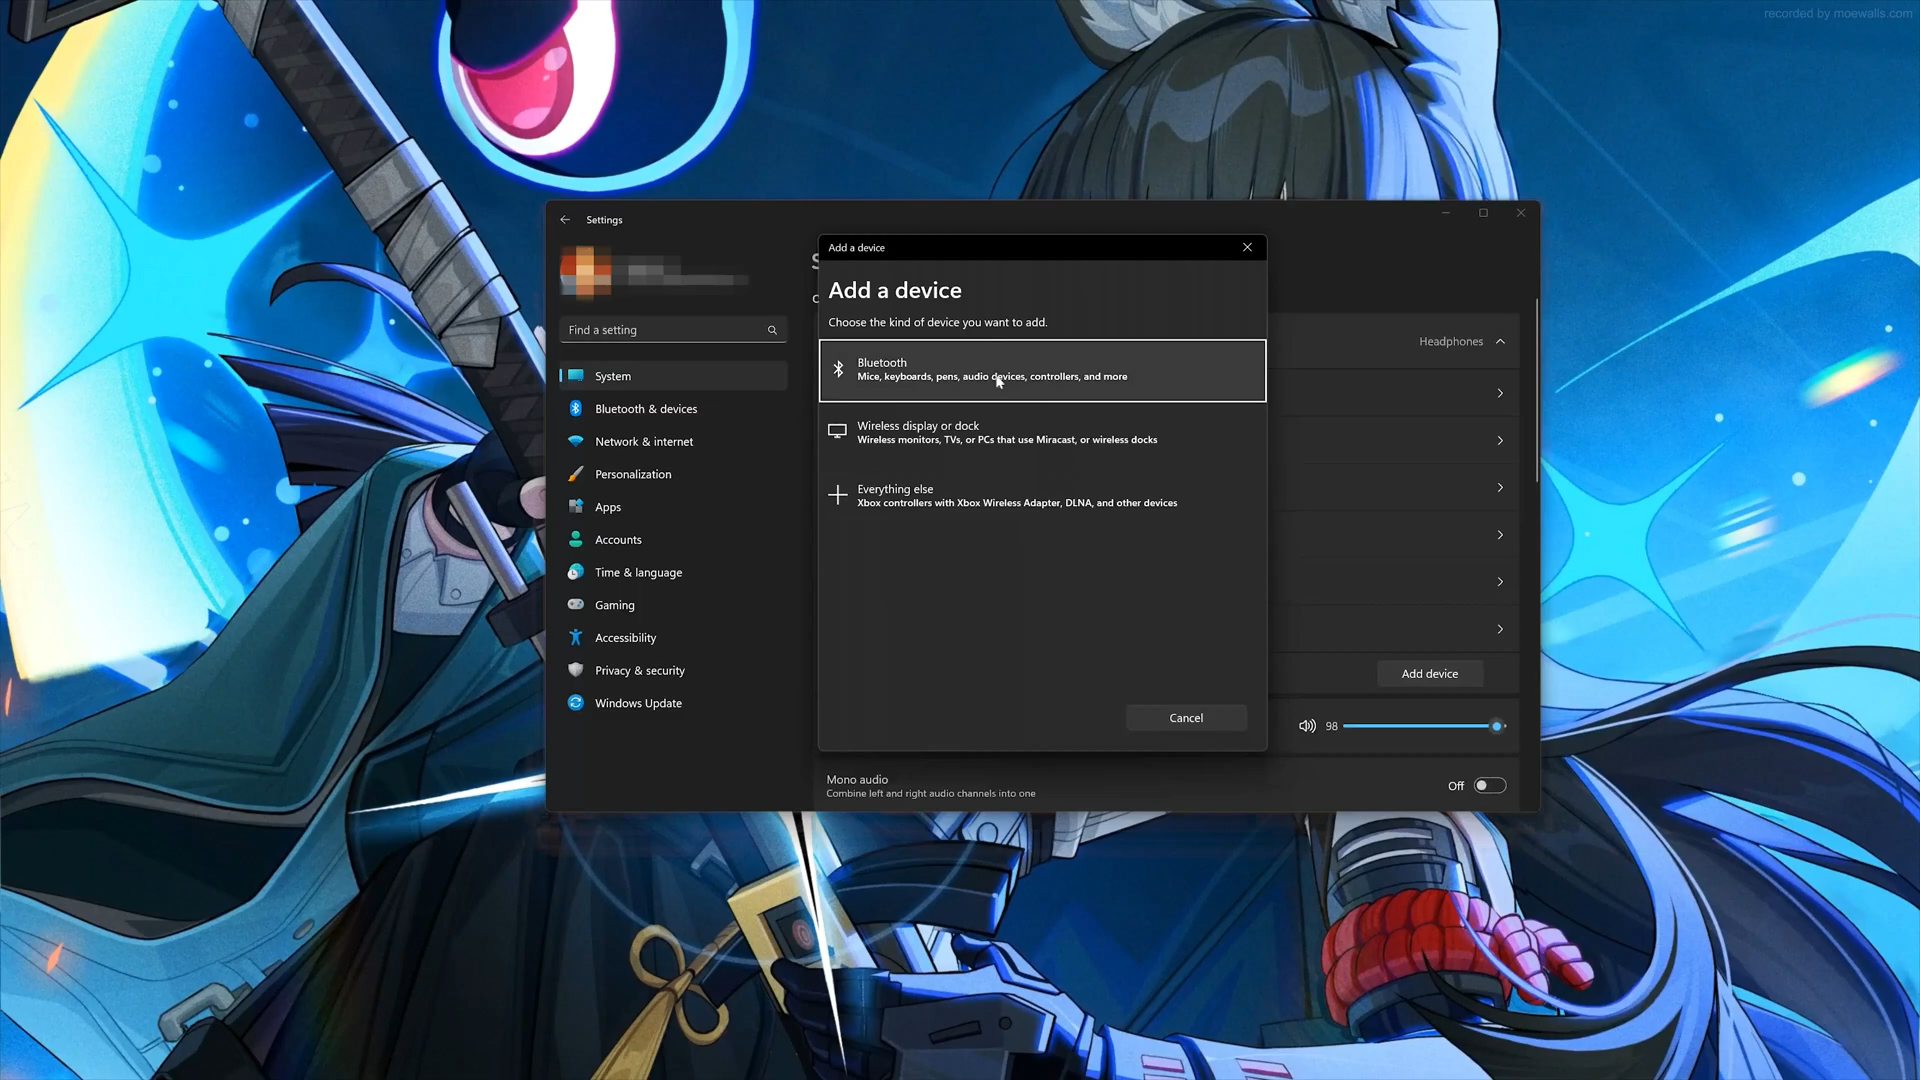 recorded by moewalls.com
Settings
Find a setting
System
Bluetooth & devices
Network & internet
Personalization
Apps
Accounts
Time & language
Gaming
Accessibility
Privacy & security
Windows Update
Add a device
Add a device
Choose the kind of device you want to add.
Bluetooth
Mice, keyboards, pens, audio devices, controllers, and more
Wireless display or dock
Wireless monitors, TVs, or PCs that use Miracast, or wireless docks
Everything else
Xbox controllers with Xbox Wireless Adapter, DLNA, and other devices
Cancel
Headphones
Add device
98
Mono audio
Combine left and right audio channels into one
Off